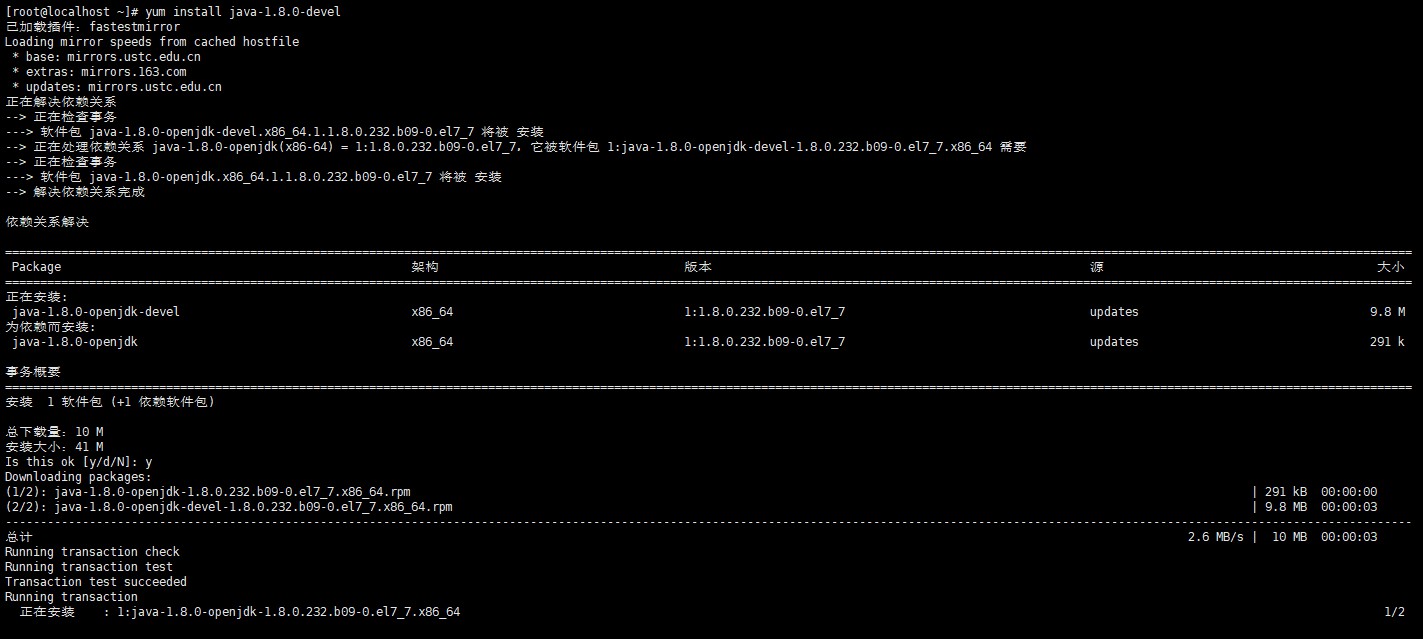 [root@localhost ~]# yum install java-1.8.0-devel
已加载插件：fastestmirror
Loading mirror speeds from cached hostfile
 * base: mirrors.ustc.edu.cn
 * extras: mirrors.163.com
 * updates: mirrors.ustc.edu.cn
正在解决依赖关系
--> 正在检查事务
---> 软件包 java-1.8.0-openjdk-devel.x86_64.1.1.8.0.232.b09-0.el7_7 将被 安装
--> 正在处理依赖关系 java-1.8.0-openjdk(x86-64) = 1:1.8.0.232.b09-0.el7_7，它被软件包 1:java-1.8.0-openjdk-devel-1.8.0.232.b09-0.el7_7.x86_64 需要
--> 正在检查事务
---> 软件包 java-1.8.0-openjdk.x86_64.1.1.8.0.232.b09-0.el7_7 将被 安装
--> 解决依赖关系完成
依赖关系解决
Package 架构 版本 源 大小
正在安装:
java-1.8.0-openjdk-devel x86_64 1:1.8.0.232.b09-0.el7_7 updates 9.8 M
为依赖而安装:
java-1.8.0-openjdk x86_64 1:1.8.0.232.b09-0.el7_7 updates 291 k
事务概要
安装  1 软件包 (+1 依赖软件包)
总下载量：10 M
安装大小：41 M
Is this ok [y/d/N]: y
Downloading packages:
(1/2): java-1.8.0-openjdk-1.8.0.232.b09-0.el7_7.x86_64.rpm | 291 kB 00:00:00
(2/2): java-1.8.0-openjdk-devel-1.8.0.232.b09-0.el7_7.x86_64.rpm | 9.8 MB 00:00:03
总计 2.6 MB/s | 10 MB 00:00:03
Running transaction check
Running transaction test
Transaction test succeeded
Running transaction
正在安装    : 1:java-1.8.0-openjdk-1.8.0.232.b09-0.el7_7.x86_64 1/2